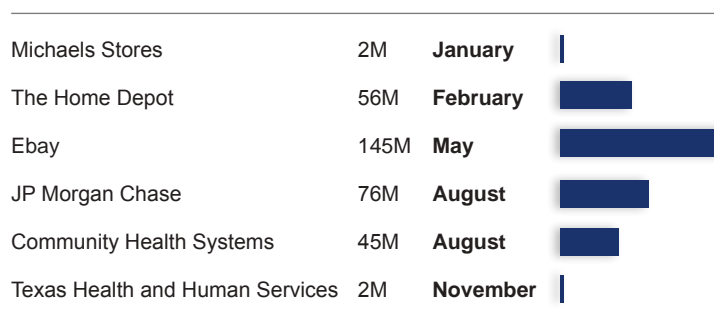 Michaels Stores 2M January
The Home Depot 56M February
Ebay 145M May
JP Morgan Chase 76M August
Community Health Systems 45M August
Texas Health and Human Services 2M November